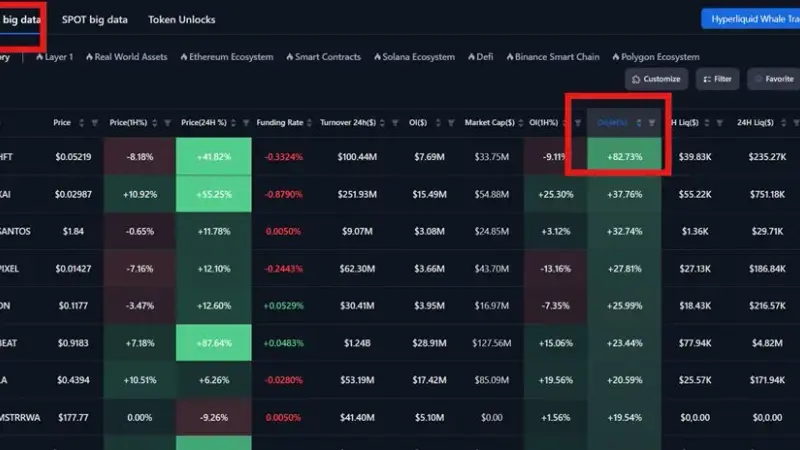 big data SPOT big data Token Unlocks Hyperliquid Whale Tra
ory Layer 1 Real World Assets Ethereum Ecosystem Smart Contracts Solana Ecosystem Defi Binance Smart Chain Polygon Ecosystem
Customize Filter Favorite
Price Price(1H%) Price(24H %) Funding Rate Turnover 24h($) OI($) Market Cap($) OI(1H%) H Liq($) 24H Liq($)
HFT $0.05219 -8.18% +41.82% -0.3324% $100.44M $7.69M $33.75M -9.11% +82.73% $39.83K $235.27K
KAI $0.02987 +10.92% +55.25% -0.8790% $251.93M $15.49M $54.88M +25.30% +37.76% $55.22K $751.18K
SANTOS $1.84 -0.65% +11.78% 0.0050% $9.07M $3.08M $24.85M +3.12% +32.74% $1.36K $29.71K
PIXEL $0.01427 -7.16% +12.10% -0.2443% $62.30M $3.66M $43.70M -13.16% +27.81% $27.13K $186.84K
ON $0.1177 -3.47% +12.60% +0.0529% $30.41M $3.95M $16.97M -7.35% +25.99% $18.43K $216.57K
BEAT $0.9183 +7.18% +87.64% +0.0483% $1.24B $28.91M $127.56M +15.06% +23.44% $77.94K $4.82M
LA $0.4394 +10.51% +6.26% -0.0280% $53.19M $17.42M $85.09M +19.56% +20.59% $25.57K $171.94K
MSTRRWA $177.77 0.00% -9.26% 0.0050% $41.40M $5.10M $0.00 +1.56% +19.54% $0,0.00 $0,0.00